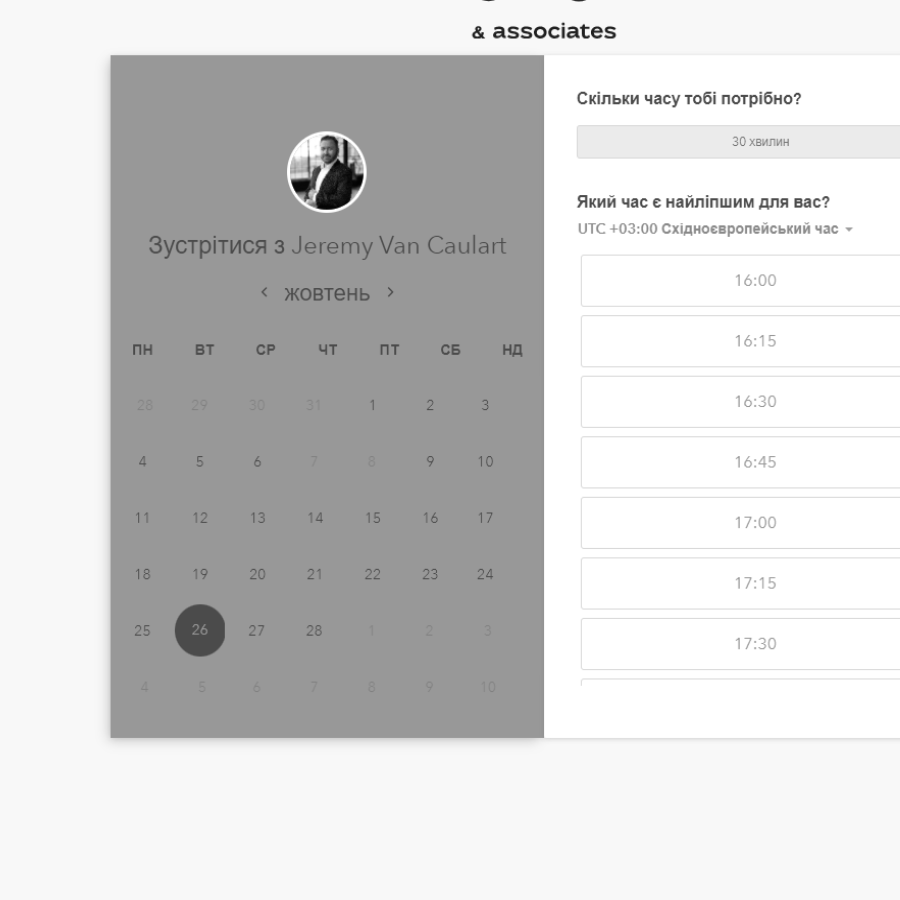 & associates
Зустрітися з Jeremy Van Caulart
жовтень
ПН ВТ СР ЧТ ПТ СБ НД
28 29 30 31 1 2 3
4 5 6 7 8 9 10
11 12 13 14 15 16 17
18 19 20 21 22 23 24
25 26 27 28 1 2 3
4 5 6 7 8 9 10
Скільки часу тобі потрібно?
30 хвилин
Який час є найліпшим для вас?
UTC +03:00 Східноєвропейський час
16:00
16:15
16:30
16:45
17:00
17:15
17:30